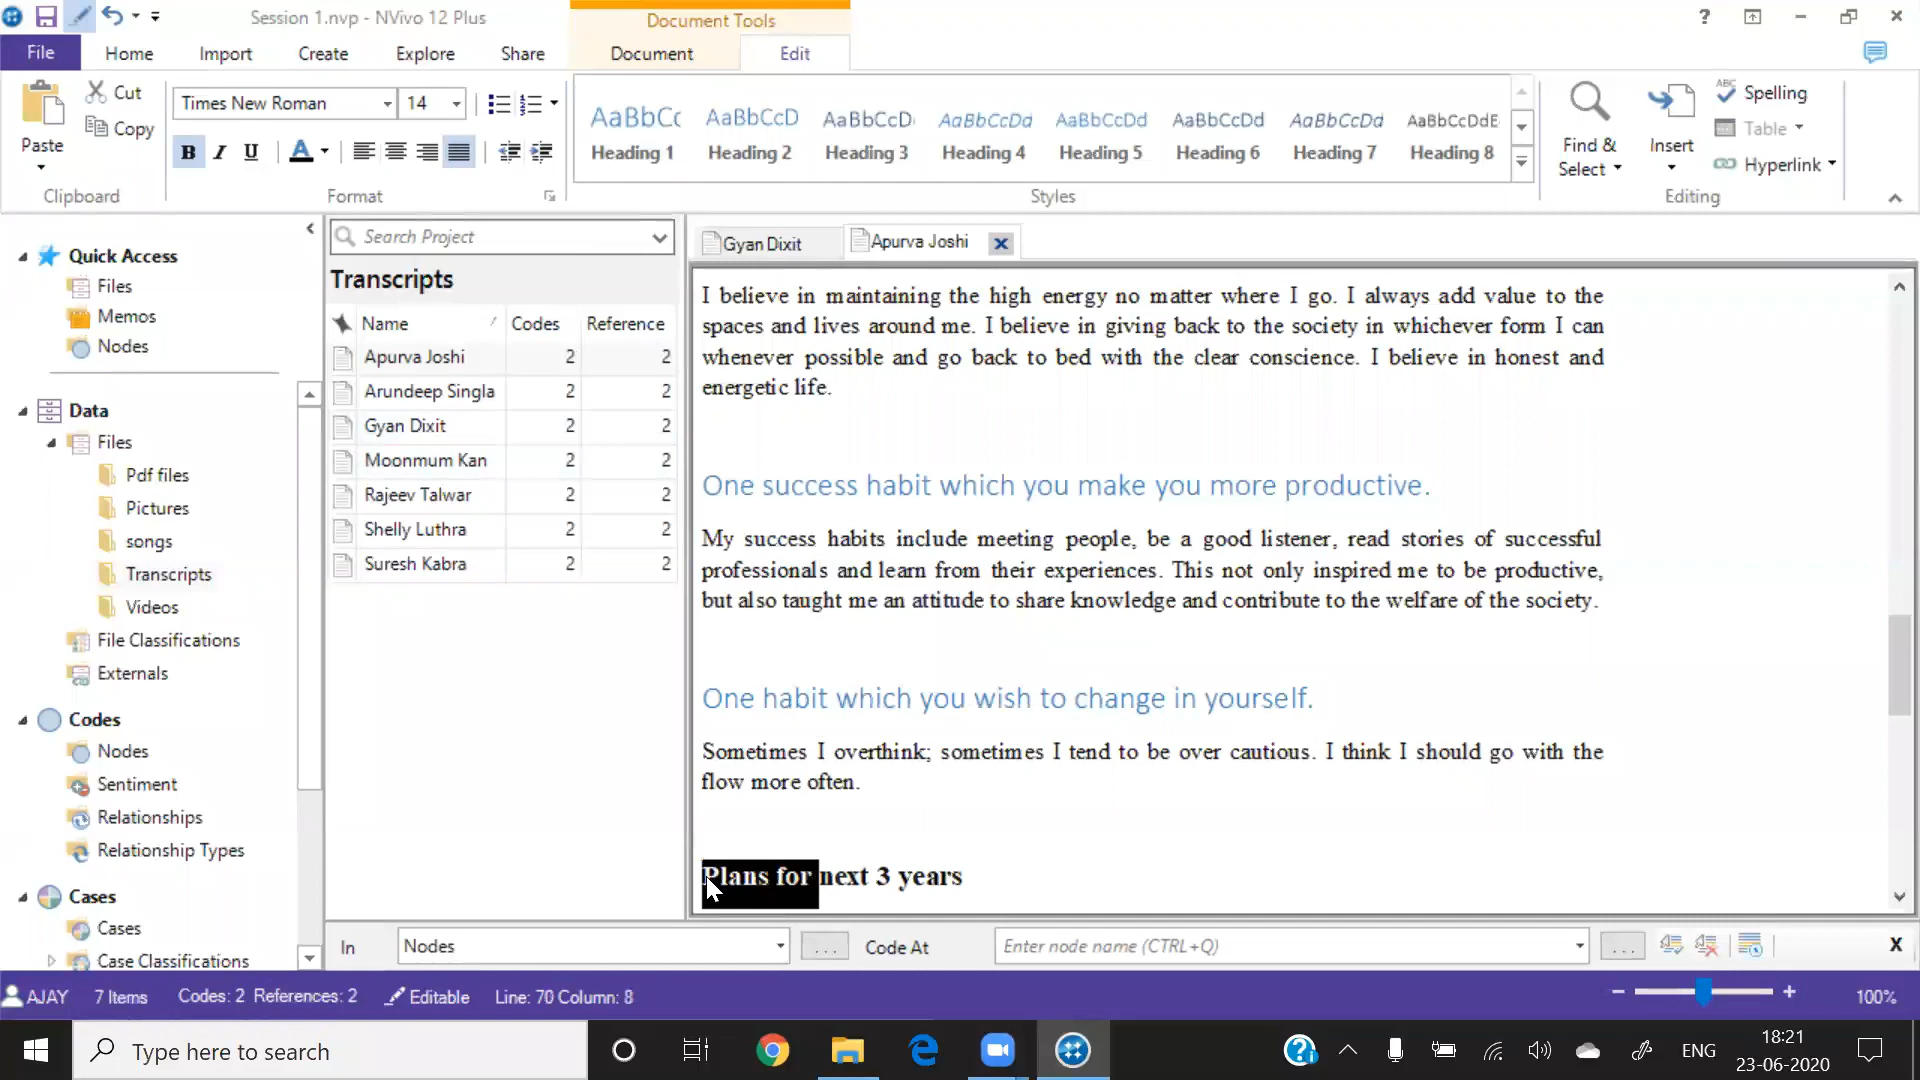 Session 1.nvp - NVivo 12 Plus
Document Tools
?
File
Home
Import
Create
Explore
Share
Document
Edit
Paste
Cut
Copy
Clipboard
Times New Roman
14
B I U A
Format
AaBbCc
Heading 1
AaBbCcD
Heading 2
AaBbCcD
Heading 3
AaBbCcDd
Heading 4
AaBbCcDd
Heading 5
AaBbCcDd
Heading 6
AaBbCcDd
Heading 7
AaBbCcDdE
Heading 8
Styles
Find &
Select
Insert
ABC
Spelling
Table
Hyperlink
Editing
Quick Access
Files
Memos
Nodes
Data
Files
Pdf files
Pictures
songs
Transcripts
Videos
File Classifications
Externals
Codes
Nodes
Sentiment
Relationships
Relationship Types
Cases
Cases
Case Classifications
Search Project
Transcripts
Name Codes Reference
Apurva Joshi 2 2
Arundeep Singla 2 2
Gyan Dixit 2 2
Moonmum Kan 2 2
Rajeev Talwar 2 2
Shelly Luthra 2 2
Suresh Kabra 2 2
Gyan Dixit
Apurva Joshi
I believe in maintaining the high energy no matter where I go. I always add value to the
spaces and lives around me. I believe in giving back to the society in whichever form I can
whenever possible and go back to bed with the clear conscience. I believe in honest and
energetic life.
One success habit which you make you more productive.
My success habits include meeting people, be a good listener, read stories of successful
professionals and learn from their experiences. This not only inspired me to be productive,
but also taught me an attitude to share knowledge and contribute to the welfare of the society.
One habit which you wish to change in yourself.
Sometimes I overthink; sometimes I tend to be over cautious. I think I should go with the
flow more often.
Plans for next 3 years
In
Nodes
...
Code At
Enter node name (CTRL+Q)
...
X
AJAY
7 Items
Codes: 2 References: 2
Editable
Line: 70 Column: 8
100%
Type here to search
ENG
18:21
23-06-2020